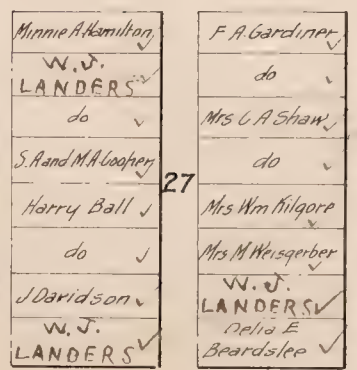 Minnie A Hamilton
W. J.
LANDERS
do
S. A and M. A. Cooper
Harry Ball
do
J Davidson
W. J.
LANDERS
27
F A. Gardiner
do
Mrs C A Shaw
do
Mrs Wm Kilgore
Mrs M Weisgerber
W. J.
LANDERS
Delia E
Beardslee